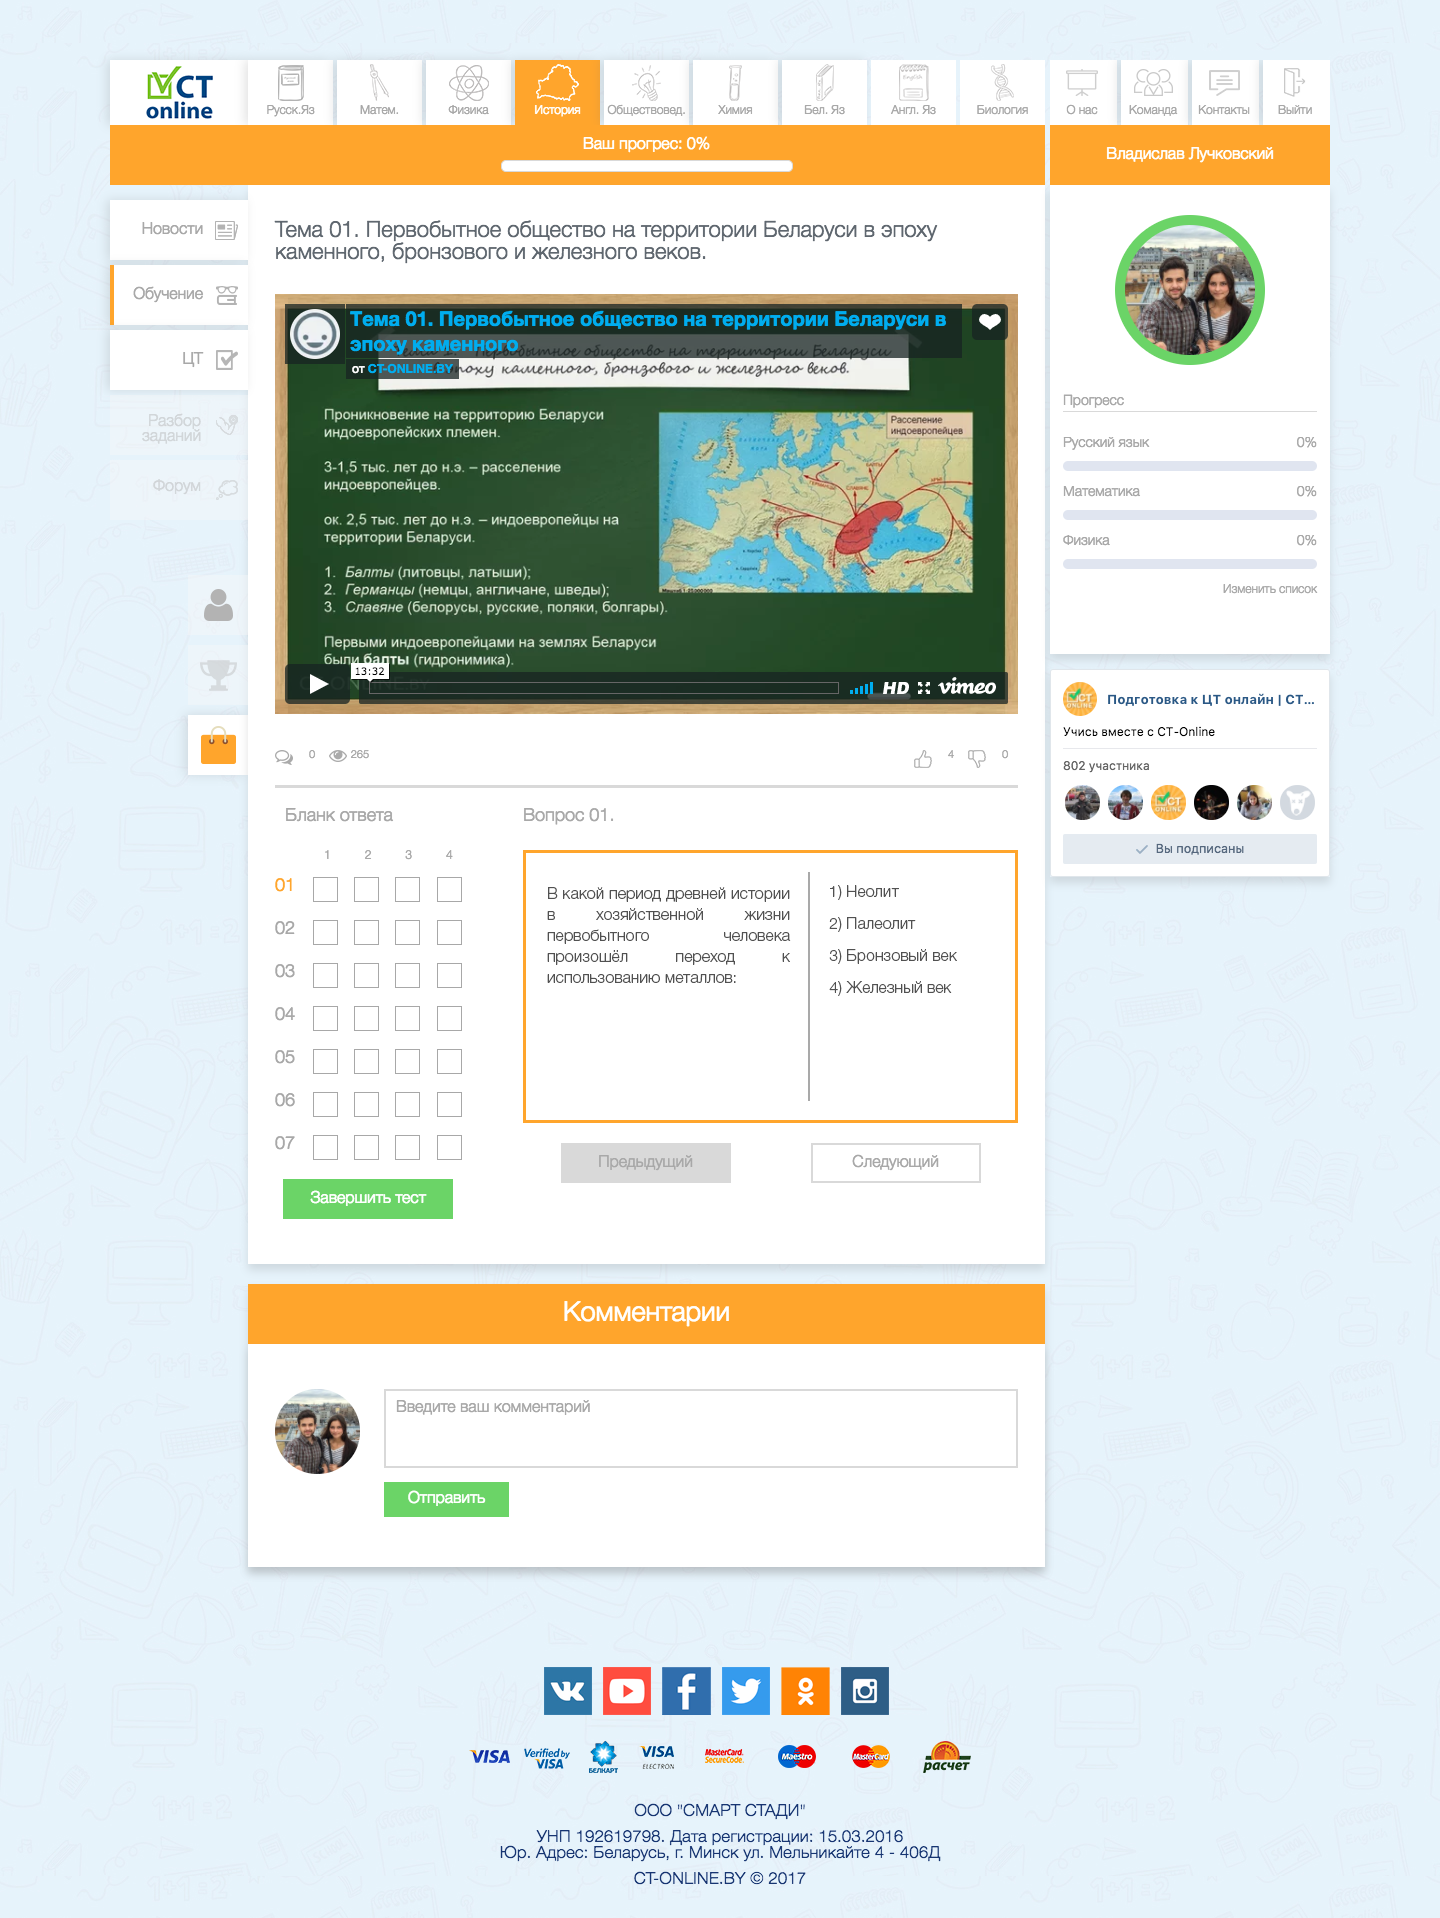 CT
online
Русск.Яз
Матем.
Физика
История
Обществовед.
Химия
Бел. Яз
Англ. Яз
Биология
О нас
Команда
Контакты
Выйти
Ваш прогрес: 0%
Владислав Лучковский
Новости
Обучение
ЦТ
Разбор
заданий
Форум
Тема 01. Первобытное общество на территории Беларуси в эпоху
каменного, бронзового и железного веков.
Тема 01. Первобытное общество на территории Беларуси в
эпоху каменного
от CT-ONLINE.BY
Первобытное общество на территории Беларуси
эпоху каменного, бронзового и железного веков.
Проникновение на территорию Беларуси
индоевропейских племен.
3-1,5 тыс. лет до н.э. – расселение
индоевропейцев.
ок. 2,5 тыс. лет до н.э. – индоевропейцы на
территории Беларуси.
1. Балты (литовцы, латыши);
2. Германцы (немцы, англичане, шведы);
3. Славяне (белорусы, русские, поляки, болгары).
Первыми индоевропейцами на землях Беларуси
были балты (гидронимика).
Расселение
индоевропейцев
БАЛТЫ
СЛАВЯНЕ
13:32
HD
vimeo
0
265
4
0
Бланк ответа
1 2 3 4
01
02
03
04
05
06
07
Завершить тест
Вопрос 01.
В какой период древней истории
в хозяйственной жизни
первобытного человека
произошёл переход к
использованию металлов:
1) Неолит
2) Палеолит
3) Бронзовый век
4) Железный век
Предыдущий
Следующий
Прогресс
Русский язык 0%
Математика 0%
Физика 0%
Изменить список
Подготовка к ЦТ онлайн | CT...
Учись вместе с CT-Online
802 участника
Вы подписаны
Комментарии
Введите ваш комментарий
Отправить
VISA
Verified by
VISA
БЕЛКАРТ
VISA
ELECTRON
MasterCard.
SecureCode.
Maestro
MasterCard
расчет
ООО "СМАРТ СТАДИ"
УНП 192619798. Дата регистрации: 15.03.2016
Юр. Адрес: Беларусь, г. Минск ул. Мельникайте 4 - 406Д
CT-ONLINE.BY © 2017